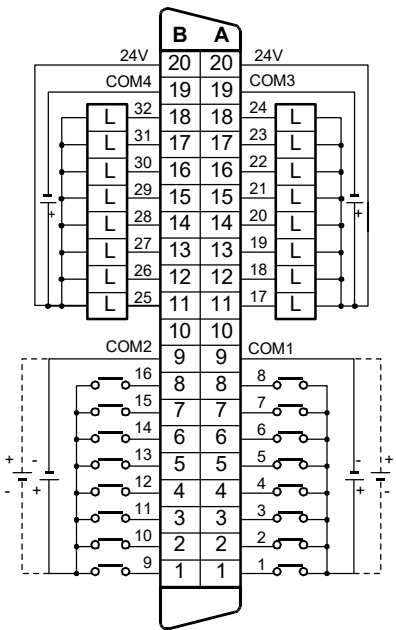 B A
24V 20 20 24V
COM4 19 19 COM3
L 32 18 18 24 L
L 31 17 17 23 L
L 30 16 16 22 L
L 29 15 15 21 L
+ +
L 28 14 14 20 L
L 27 13 13 19 L
L 26 12 12 18 L
L 25 11 11 17 L
10 10
COM2 9 9 COM1
16 8 8 8
15 7 7 7
14 6 6 6
+ - 13 5 5 5 - +
- + 12 4 4 4 + -
11 3 3 3
10 2 2 2
9 1 1 1